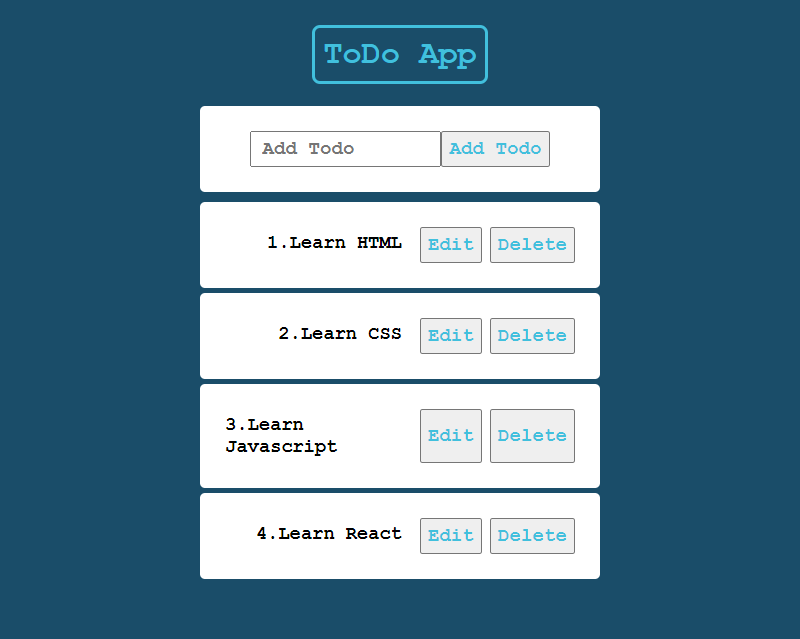 ToDo App
Add Todo Add Todo
1.Learn HTML Edit Delete
2.Learn CSS Edit Delete
3.Learn
Javascript Edit Delete
4.Learn React Edit Delete